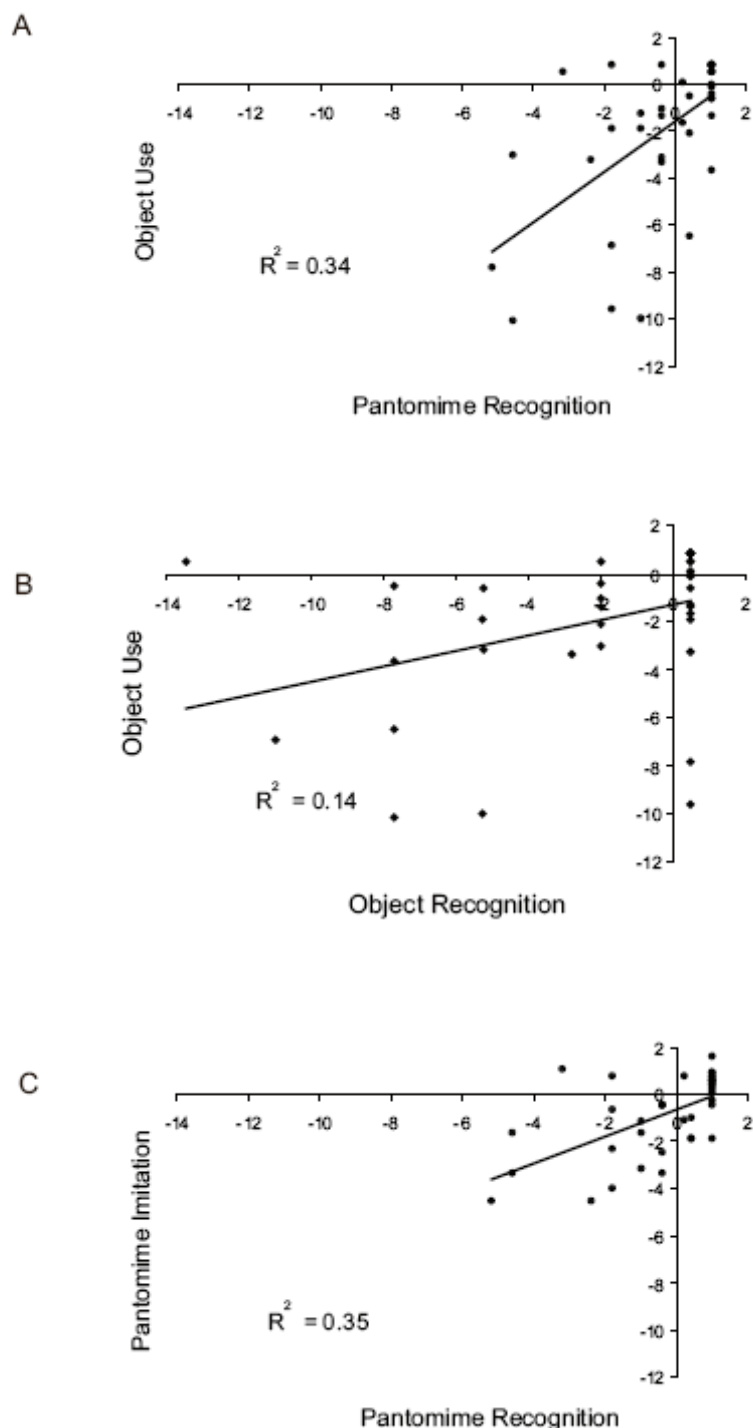 A
2
0
-14 -12 -10 -8 -6 -4 -2 0 2
-2
-4
-6
-8
-10
-12
Object Use
R² = 0.34
Pantomime Recognition
B
2
0
-14 -12 -10 -8 -6 -4 -2 0 2
-2
-4
-6
-8
-10
-12
Object Use
R² = 0.14
Object Recognition
C
2
0
-14 -12 -10 -8 -6 -4 -2 0 2
-2
-4
-6
-8
-10
-12
Pantomime Imitation
R² = 0.35
Pantomime Recognition